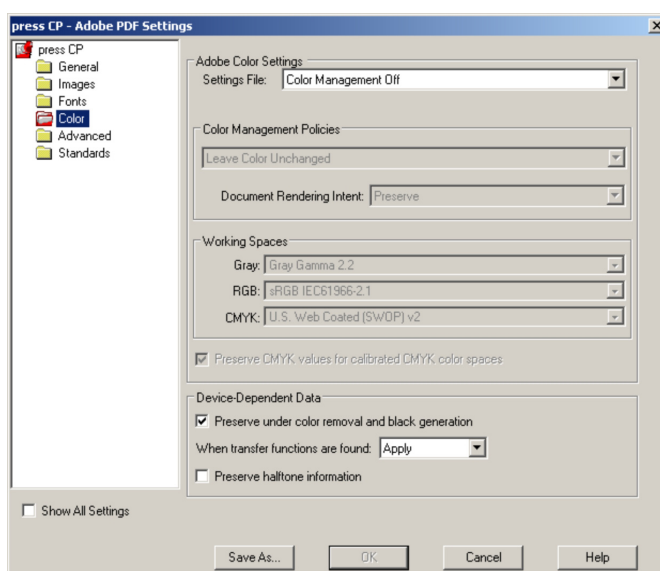 press CP - Adobe PDF Settings
press CP
General
Images
Fonts
Color
Advanced
Standards
Show All Settings
Adobe Color Settings
Settings File: Color Management Off
Color Management Policies
Leave Color Unchanged
Document Rendering Intent: Preserve
Working Spaces
Gray: Gray Gamma 2.2
RGB: sRGB IEC61966-2.1
CMYK: U.S. Web Coated (SWOP) v2
Preserve CMYK values for calibrated CMYK color spaces
Device-Dependent Data
Preserve under color removal and black generation
When transfer functions are found: Apply
Preserve halftone information
Save As... OK Cancel Help